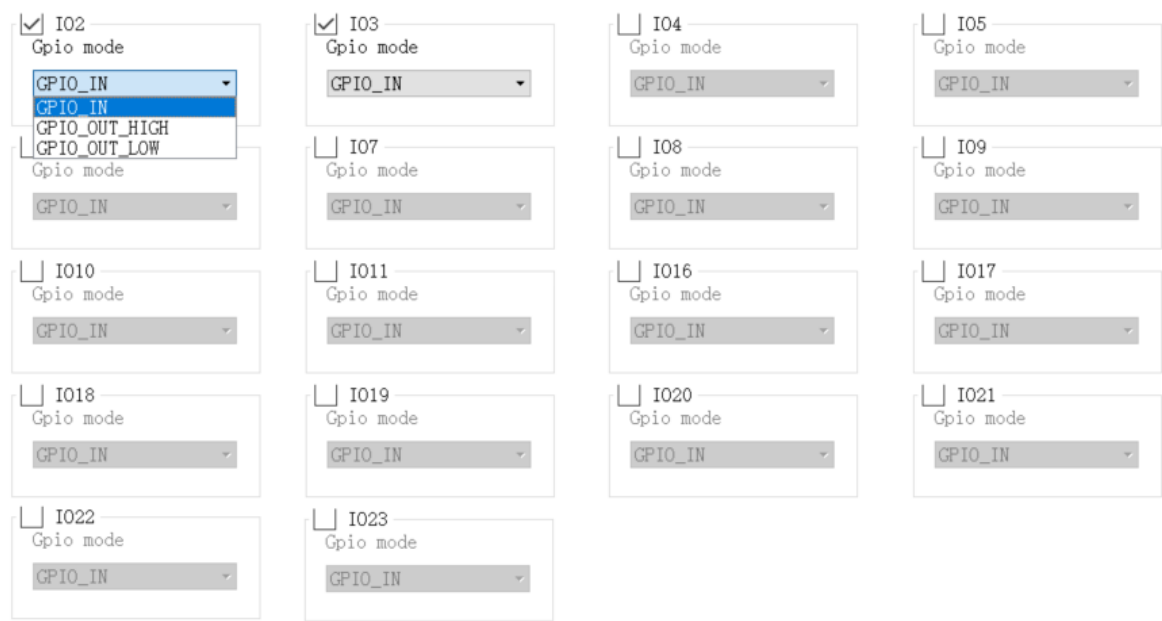 IO2
Gpio mode
GPIO_IN
GPIO_IN
GPIO_OUT_HIGH
GPIO_OUT_LOW
Gpio mode
GPIO_IN
IO3
Gpio mode
GPIO_IN
IO4
Gpio mode
GPIO_IN
IO5
Gpio mode
GPIO_IN
IO7
Gpio mode
GPIO_IN
IO8
Gpio mode
GPIO_IN
IO9
Gpio mode
GPIO_IN
IO10
Gpio mode
GPIO_IN
IO11
Gpio mode
GPIO_IN
IO16
Gpio mode
GPIO_IN
IO17
Gpio mode
GPIO_IN
IO18
Gpio mode
GPIO_IN
IO19
Gpio mode
GPIO_IN
IO20
Gpio mode
GPIO_IN
IO21
Gpio mode
GPIO_IN
IO22
Gpio mode
GPIO_IN
IO23
Gpio mode
GPIO_IN